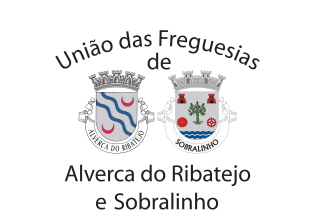 União das Freguesias
de
ALVERCA DO RIBATEJO
SOBRALINHO
Alverca do Ribatejo
e Sobralinho